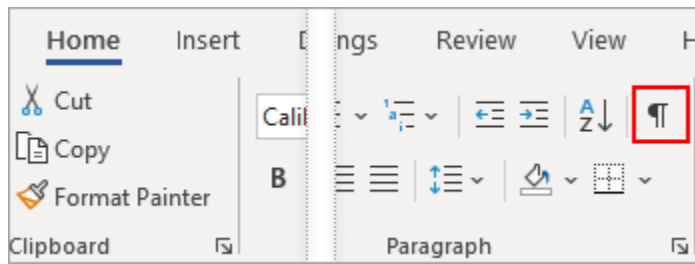 Home Insert ngs Review View
Cut
Calil
Copy
B
Format Painter
Clipboard Paragraph